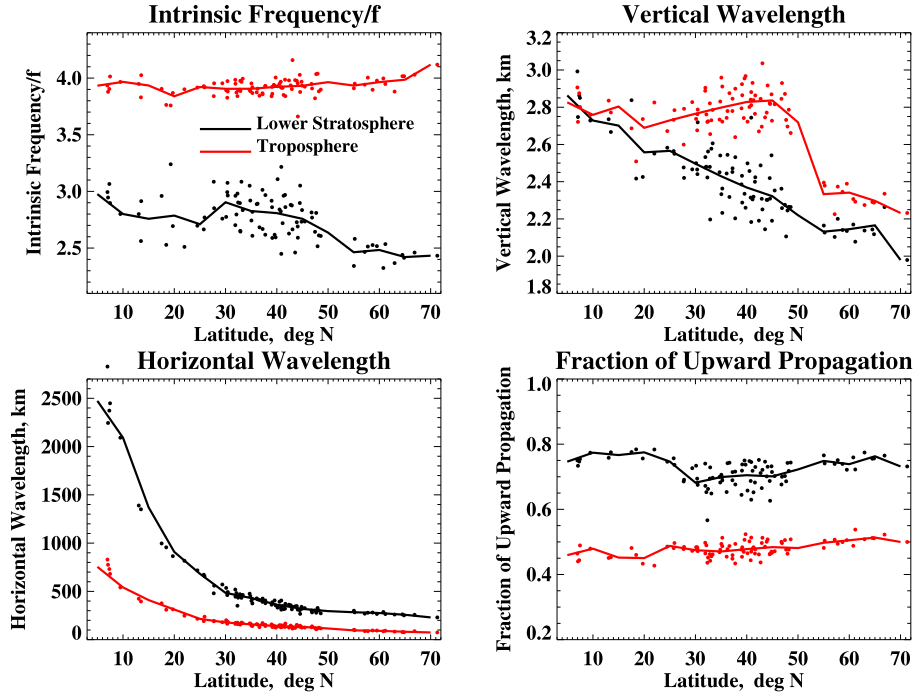 Intrinsic Frequency/f
Intrinsic Frequency/f
4.0
3.5
3.0
2.5
Lower Stratosphere
Troposphere
10 20 30 40 50 60 70
Latitude, deg N
Vertical Wavelength
Vertical Wavelength, km
3.2
3.0
2.8
2.6
2.4
2.2
2.0
1.8
10 20 30 40 50 60 70
Latitude, deg N
Horizontal Wavelength
Horizontal Wavelength, km
2500
2000
1500
1000
500
0
10 20 30 40 50 60 70
Latitude, deg N
Fraction of Upward Propagation
Fraction of Upward Propagation
1.0
0.8
0.6
0.4
0.2
10 20 30 40 50 60 70
Latitude, deg N